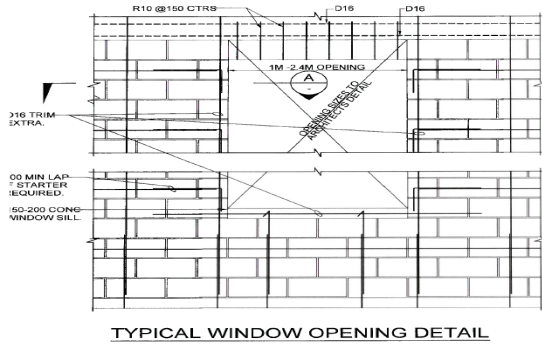 R10 @150 CTRS
D16
D16
1M -2.4M OPENING
A
OPENING SIZES TO
ARCHITECTS DETAIL
D16 TRIM
EXTRA.
00 MIN LAP
F STARTER
REQUIRED.
150-200 CONC
WINDOW SILL.
TYPICAL WINDOW OPENING DETAIL